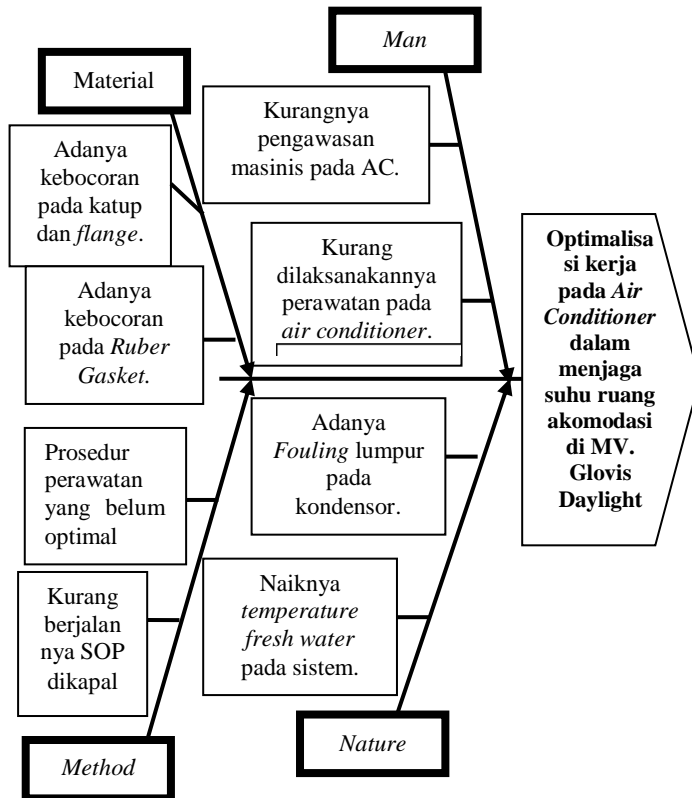 Material
Man
Adanya
kebocoran
pada katup
dan flange.
Kurangnya
pengawasan
masinis pada AC.
Adanya
kebocoran
pada Ruber
Gasket.
Kurang
dilaksanakannya
perawatan pada
air conditioner.
Optimalisa
si kerja
pada Air
Conditioner
dalam
menjaga
suhu ruang
akomodasi
di MV.
Glovis
Daylight
Prosedur
perawatan
yang belum
optimal
Adanya
Fouling lumpur
pada
kondensor.
Kurang
berjalan
nya SOP
dikapal
Naiknya
temperature
fresh water
pada sistem.
Method
Nature